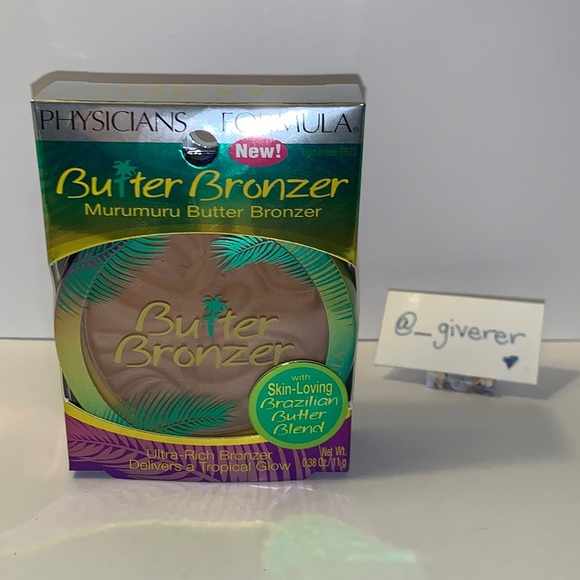 PHYSICIANS FORMULA®
New!
Butter Bronzer
Murumuru Butter Bronzer
Butter
Bronzer
with
Skin-Loving
Brazilian
Butter
Blend
Ultra-Rich Bronzer
Delivers a Tropical Glow
Net Wt.
0.38 Oz./11 g
@_giverer